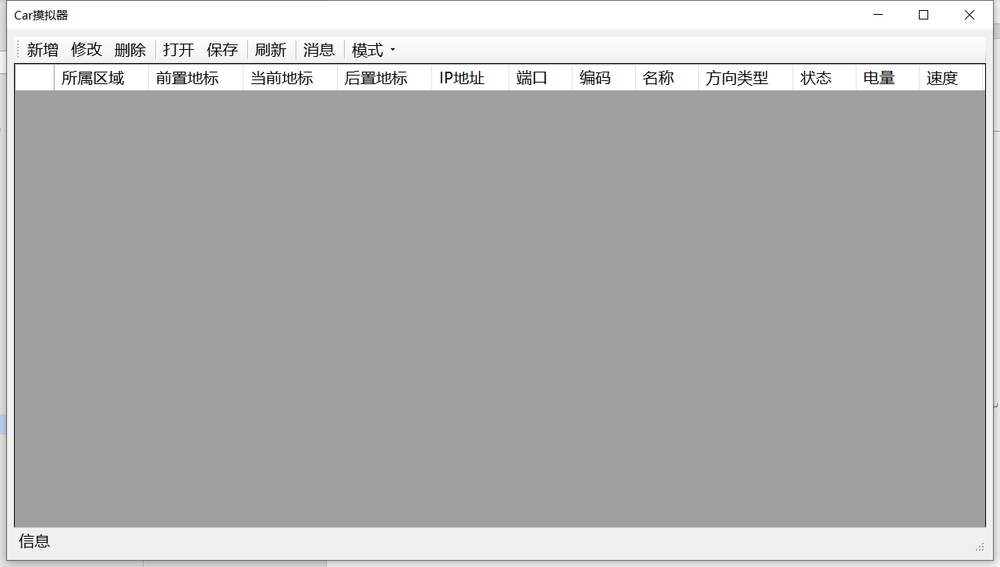 Car摸拟器
新增 修改 删除 打开 保存 刷新 消息 模式
所属区域 前置地标 当前地标 后置地标 IP地址 端口 编码 名称 方向类型 状态 电量 速度
信息